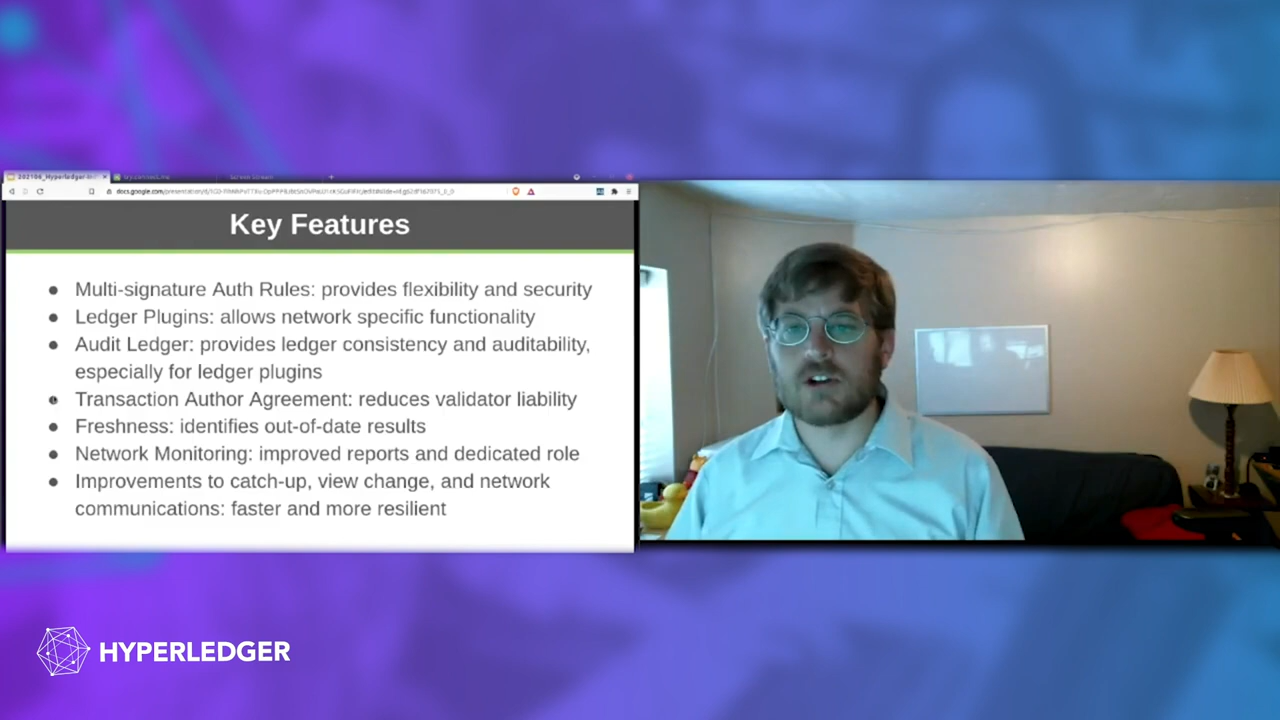 202106_Hyperledger
Key Features
Multi-signature Auth Rules: provides flexibility and security
Ledger Plugins: allows network specific functionality
Audit Ledger: provides ledger consistency and auditability,
especially for ledger plugins
Transaction Author Agreement: reduces validator liability
Freshness: identifies out-of-date results
Network Monitoring: improved reports and dedicated role
Improvements to catch-up, view change, and network
communications: faster and more resilient
HYPERLEDGER